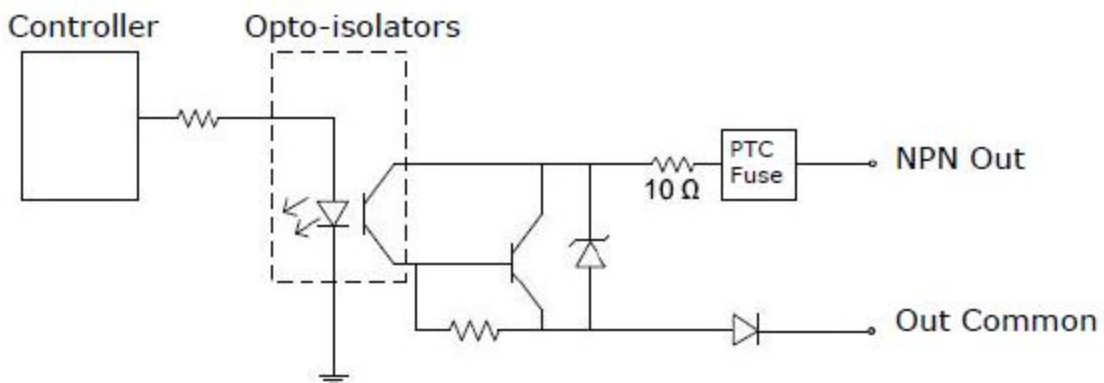 Controller
Opto-isolators
PTC
Fuse
NPN Out
10 Ω
Out Common